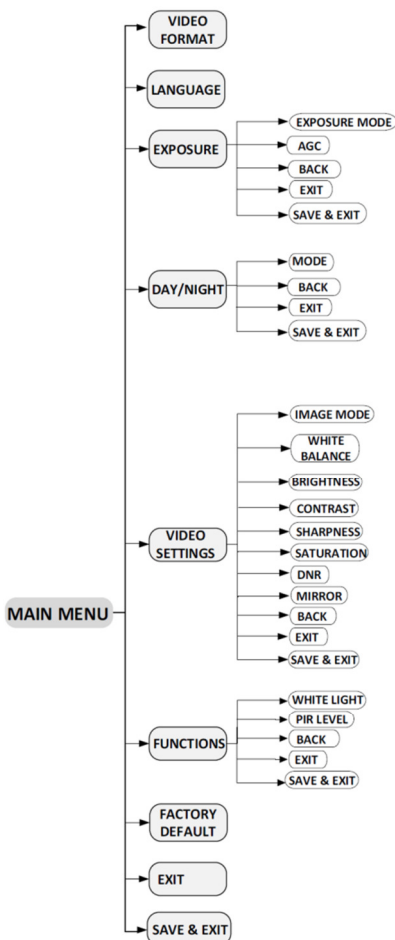 VIDEO
FORMAT
LANGUAGE
EXPOSURE
EXPOSURE MODE
AGC
BACK
EXIT
SAVE & EXIT
DAY/NIGHT
MODE
BACK
EXIT
SAVE & EXIT
VIDEO
SETTINGS
IMAGE MODE
WHITE
BALANCE
BRIGHTNESS
CONTRAST
SHARPNESS
SATURATION
DNR
MIRROR
BACK
EXIT
SAVE & EXIT
MAIN MENU
FUNCTIONS
WHITE LIGHT
PIR LEVEL
BACK
EXIT
SAVE & EXIT
FACTORY
DEFAULT
EXIT
SAVE & EXIT